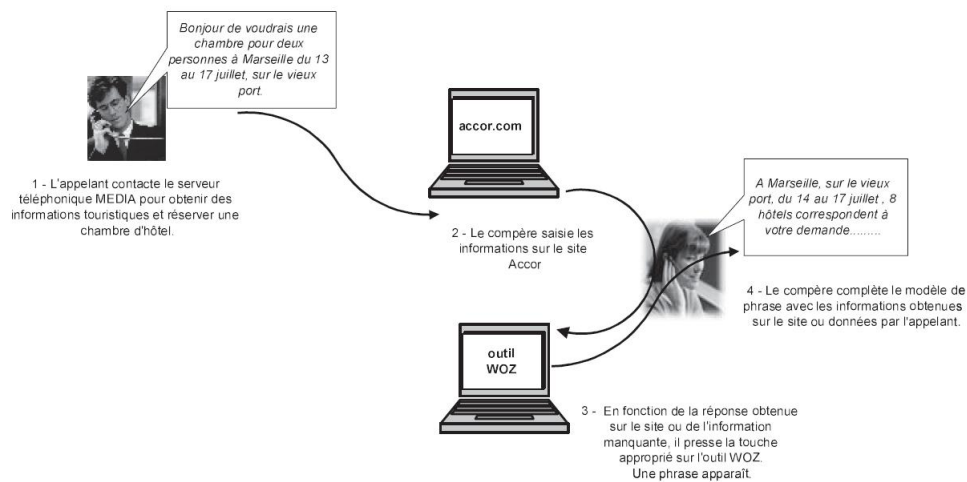 Bonjour de voudrais une
chambre pour deux
personnes à Marseille du 13
au 17 juillet, sur le vieux
port.
1 - L'appelant contacte le serveur
téléphonique MEDIA pour obtenir des
informations touristiques et réserver une
chambre d'hôtel.
accor.com
2 - Le compère saisie les
informations sur le site
Accor
outil
WOZ
3 - En fonction de la réponse obtenue
sur le site ou de l'information
manquante, il presse la touche
approprié sur l'outil WOZ.
Une phrase apparaît.
A Marseille, sur le vieux
port, du 14 au 17 juillet , 8
hôtels correspondent à
votre demande.........
4 - Le compère complète le modèle de
phrase avec les informations obtenues
sur le site ou données par l'appelant.